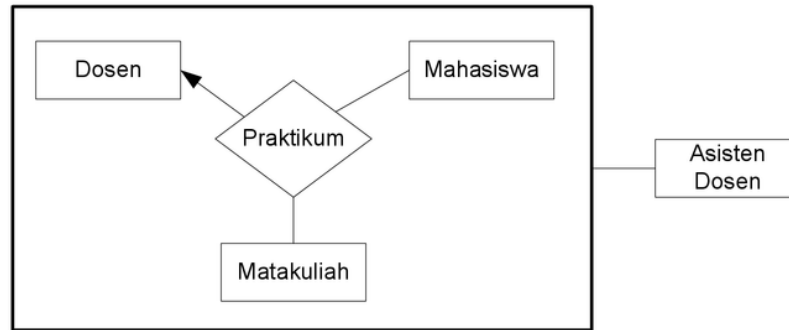 Dosen
Mahasiswa
Praktikum
Asisten
Dosen
Matakuliah